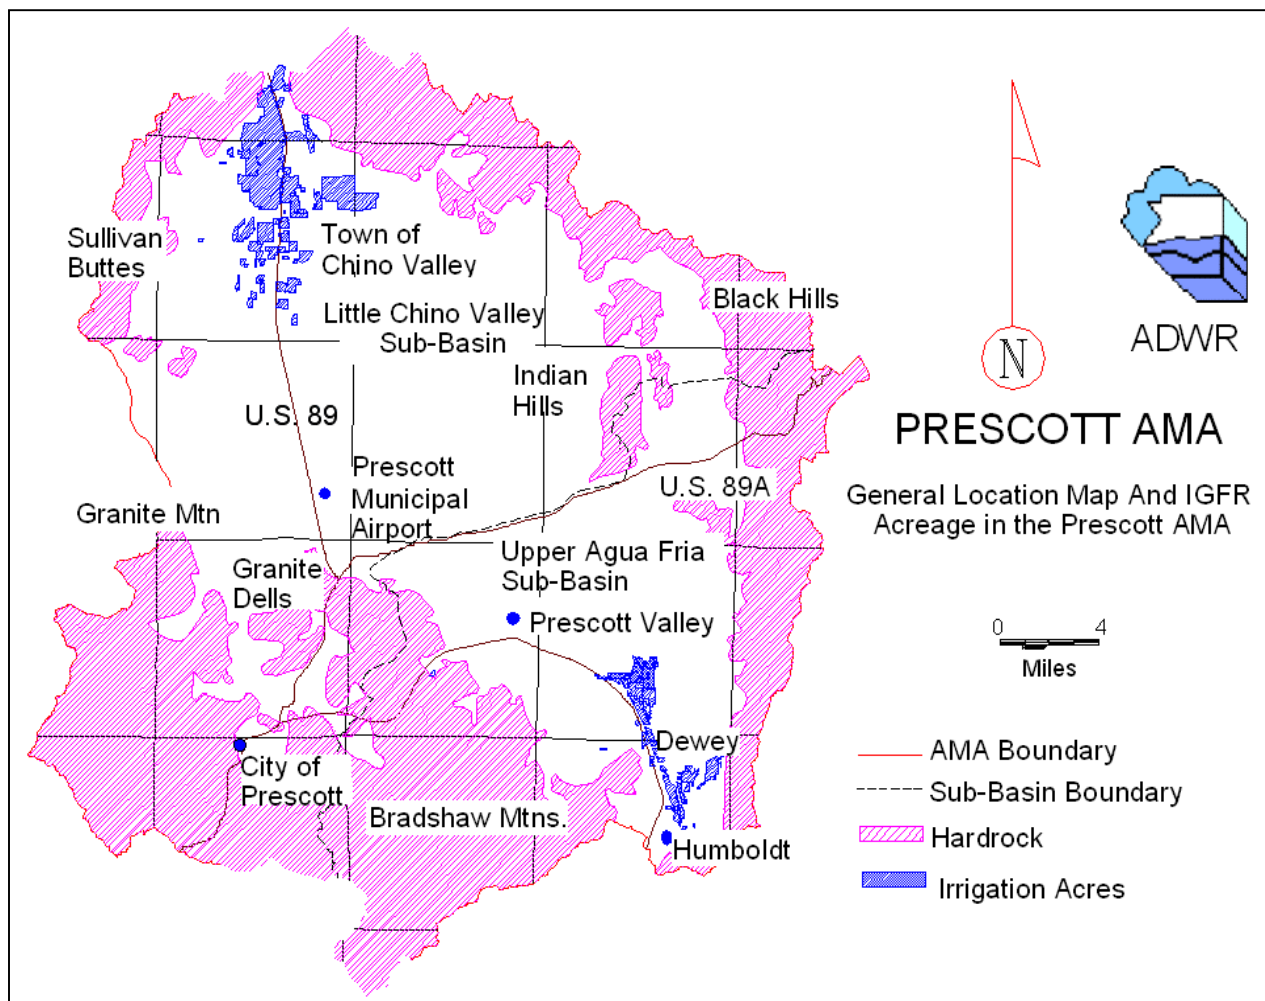 Sullivan
Buttes
Town of
Chino Valley
Little Chino Valley
Sub-Basin
Black Hills
Indian
Hills
U.S. 89
Prescott
Municipal
Airport
U.S. 89A
Granite Mtn
Granite
Dells
Upper Agua Fria
Sub-Basin
Prescott Valley
Dewey
City of
Prescott
Bradshaw Mtns.
Humboldt
N
ADWR
PRESCOTT AMA
General Location Map And IGFR
Acreage in the Prescott AMA
0 4
Miles
AMA Boundary
Sub-Basin Boundary
Hardrock
Irrigation Acres